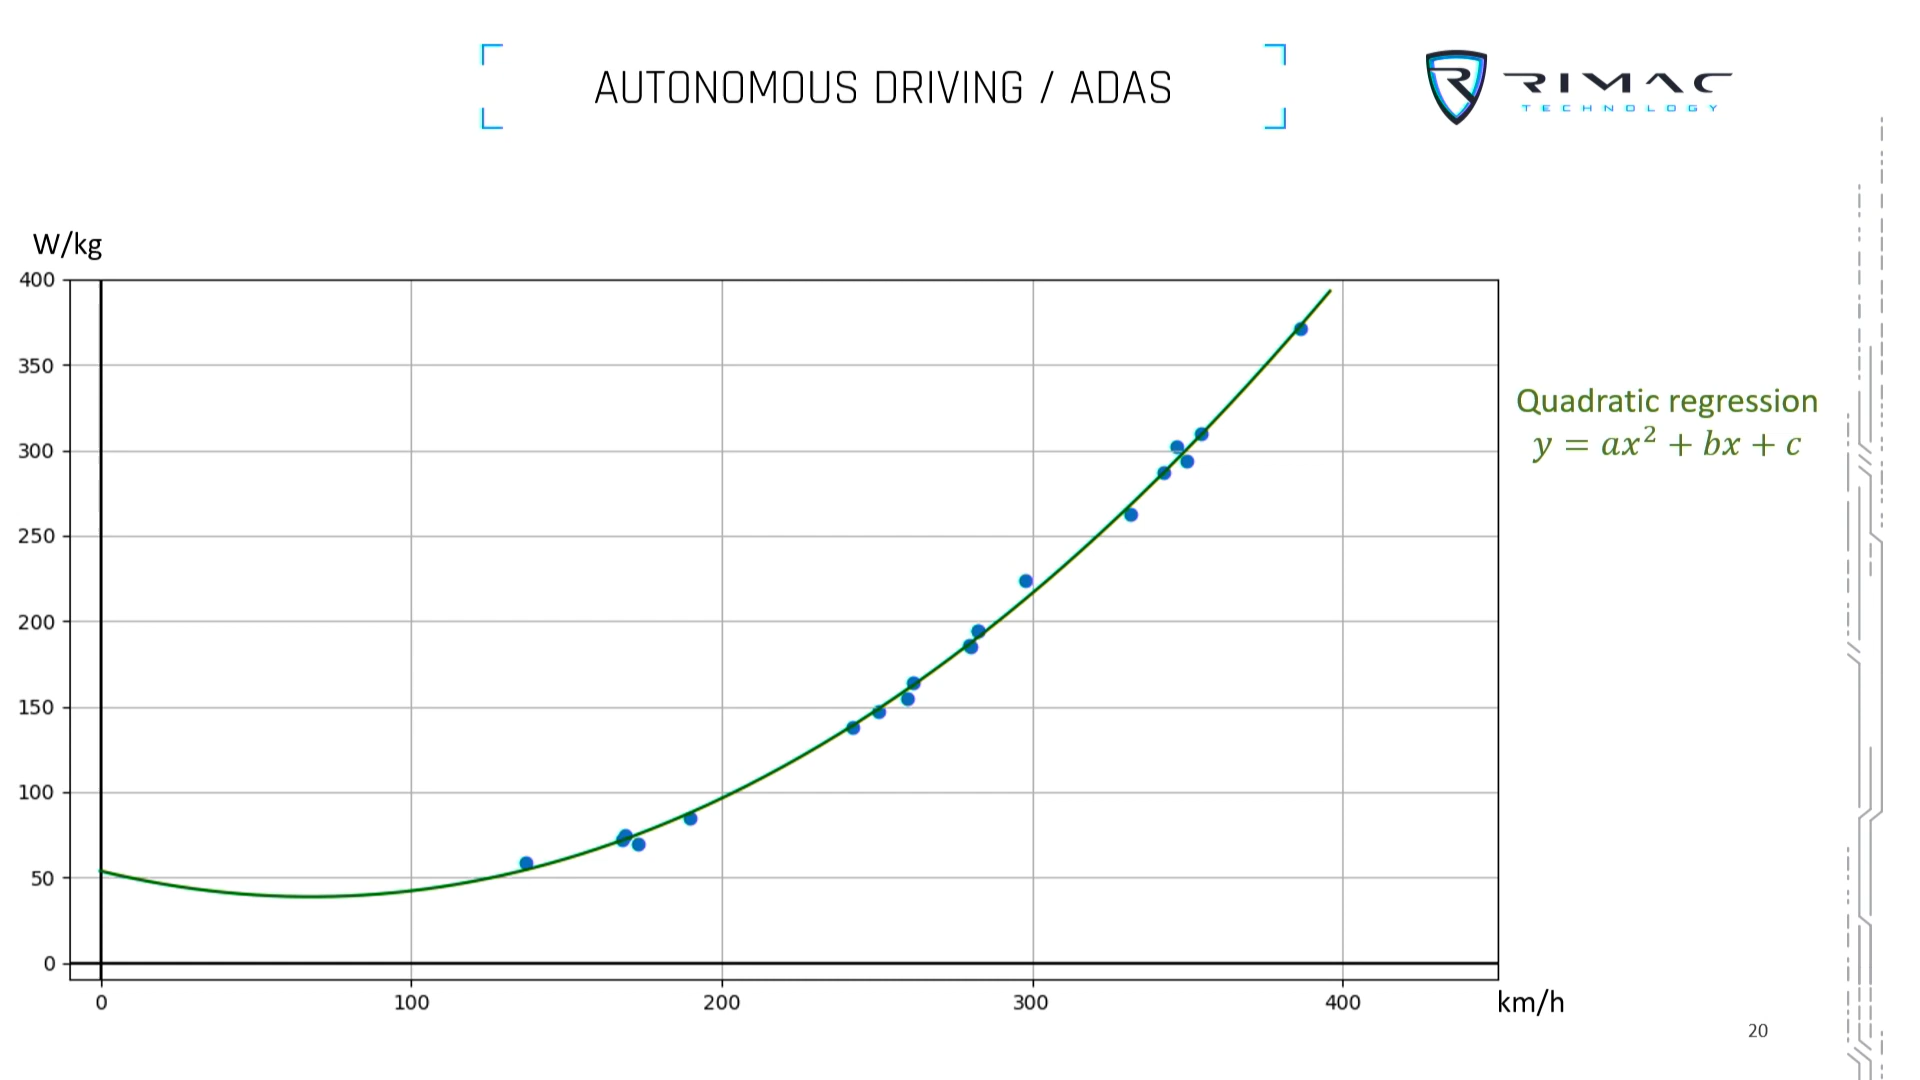 AUTONOMOUS DRIVING / ADAS
RIMAC
TECHNOLOGY
W/kg
400
350
300
250
200
150
100
50
0
Quadratic regression
y = ax² + bx + c
0 100 200 300 400 km/h
20